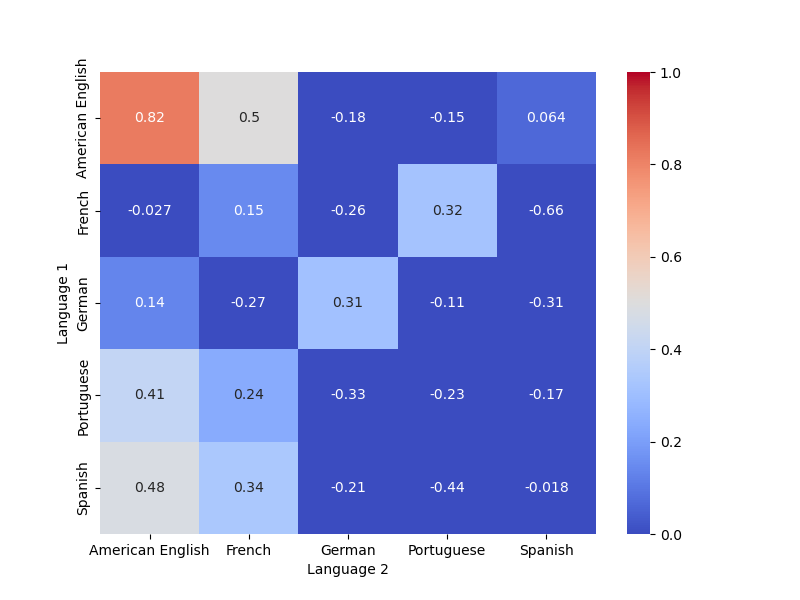 American English
French
German
Portuguese
Spanish
Language 1
0.82 0.5 -0.18 -0.15 0.064
-0.027 0.15 -0.26 0.32 -0.66
0.14 -0.27 0.31 -0.11 -0.31
0.41 0.24 -0.33 -0.23 -0.17
0.48 0.34 -0.21 -0.44 -0.018
American English French German Portuguese Spanish
Language 2
1.0
0.8
0.6
0.4
0.2
0.0